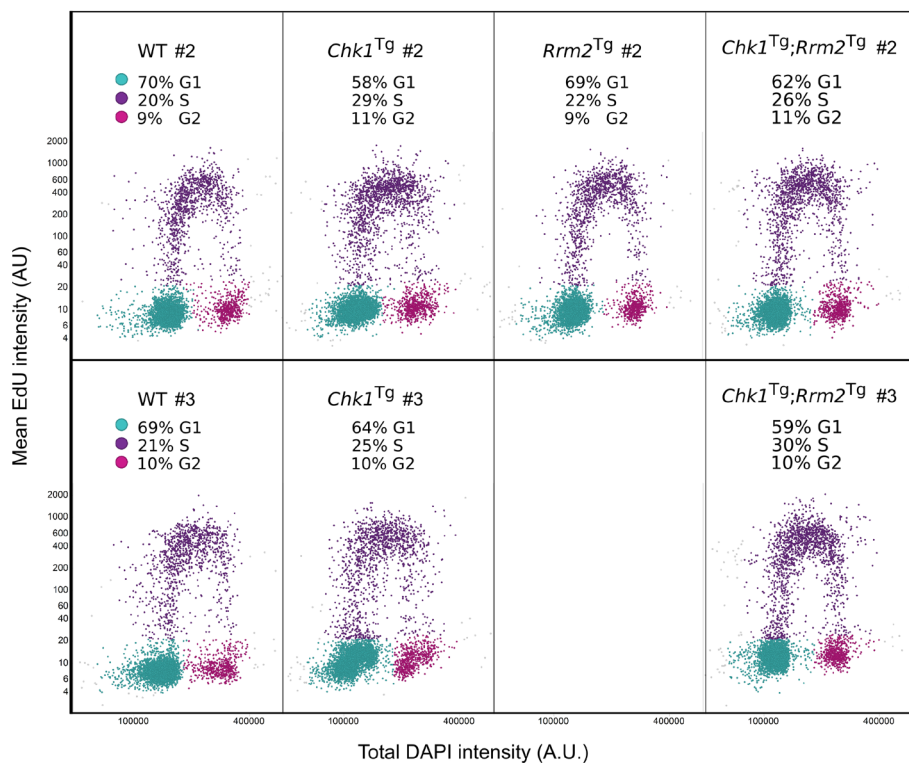 WT #2
70% G1
20% S
9% G2
Chk1Tg #2
58% G1
29% S
11% G2
Rrm2Tg #2
69% G1
22% S
9% G2
Chk1Tg;Rrm2Tg #2
62% G1
26% S
11% G2
2000
1000
600
400
200
100
60
40
20
10
6
4
Mean EdU intensity (AU)
WT #3
69% G1
21% S
10% G2
Chk1Tg #3
64% G1
25% S
10% G2
Chk1Tg;Rrm2Tg #3
59% G1
30% S
10% G2
2000
1000
600
400
200
100
60
40
20
10
6
4
100000 400000 100000 400000 100000 400000 100000 400000
Total DAPI intensity (A.U.)